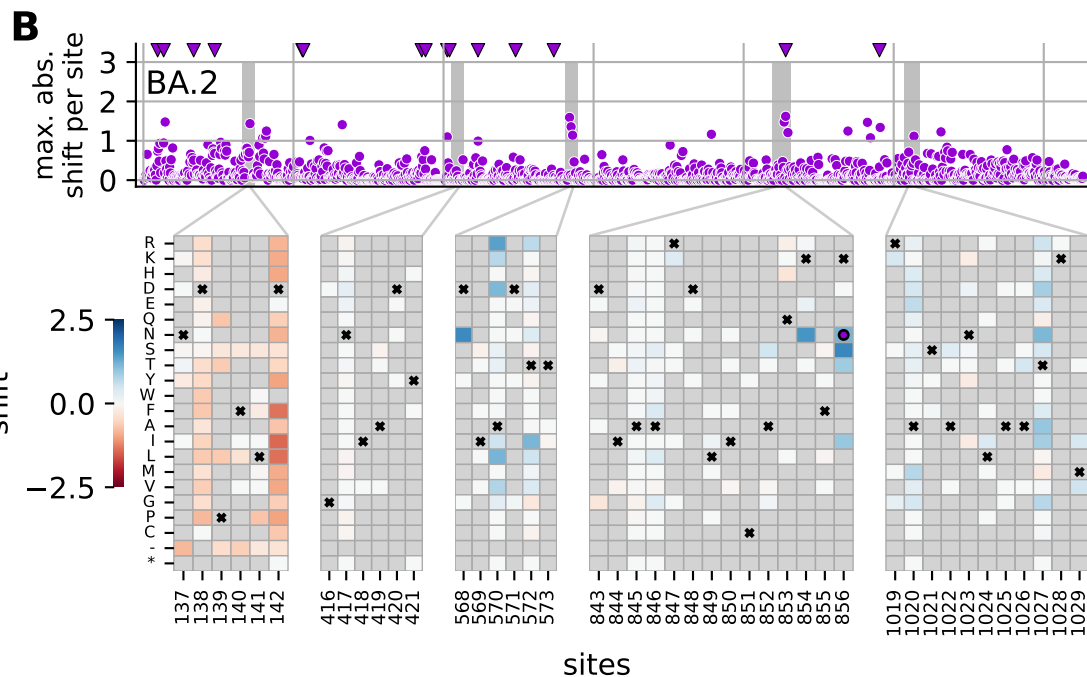 B
max. abs.
shift per site
3
2
1
0
BA.2
2.5
0.0
−2.5
R
K
H
D
E
Q
N
S
T
Y
W
F
A
I
L
M
V
G
P
C
-
*
137 138 139 140 141 142
416 417 418 419 420 421
568 569 570 571 572 573
843 844 845 846 847 848 849 850 851 852 853 854 855 856
1019 1020 1021 1022 1023 1024 1025 1026 1027 1028 1029
sites